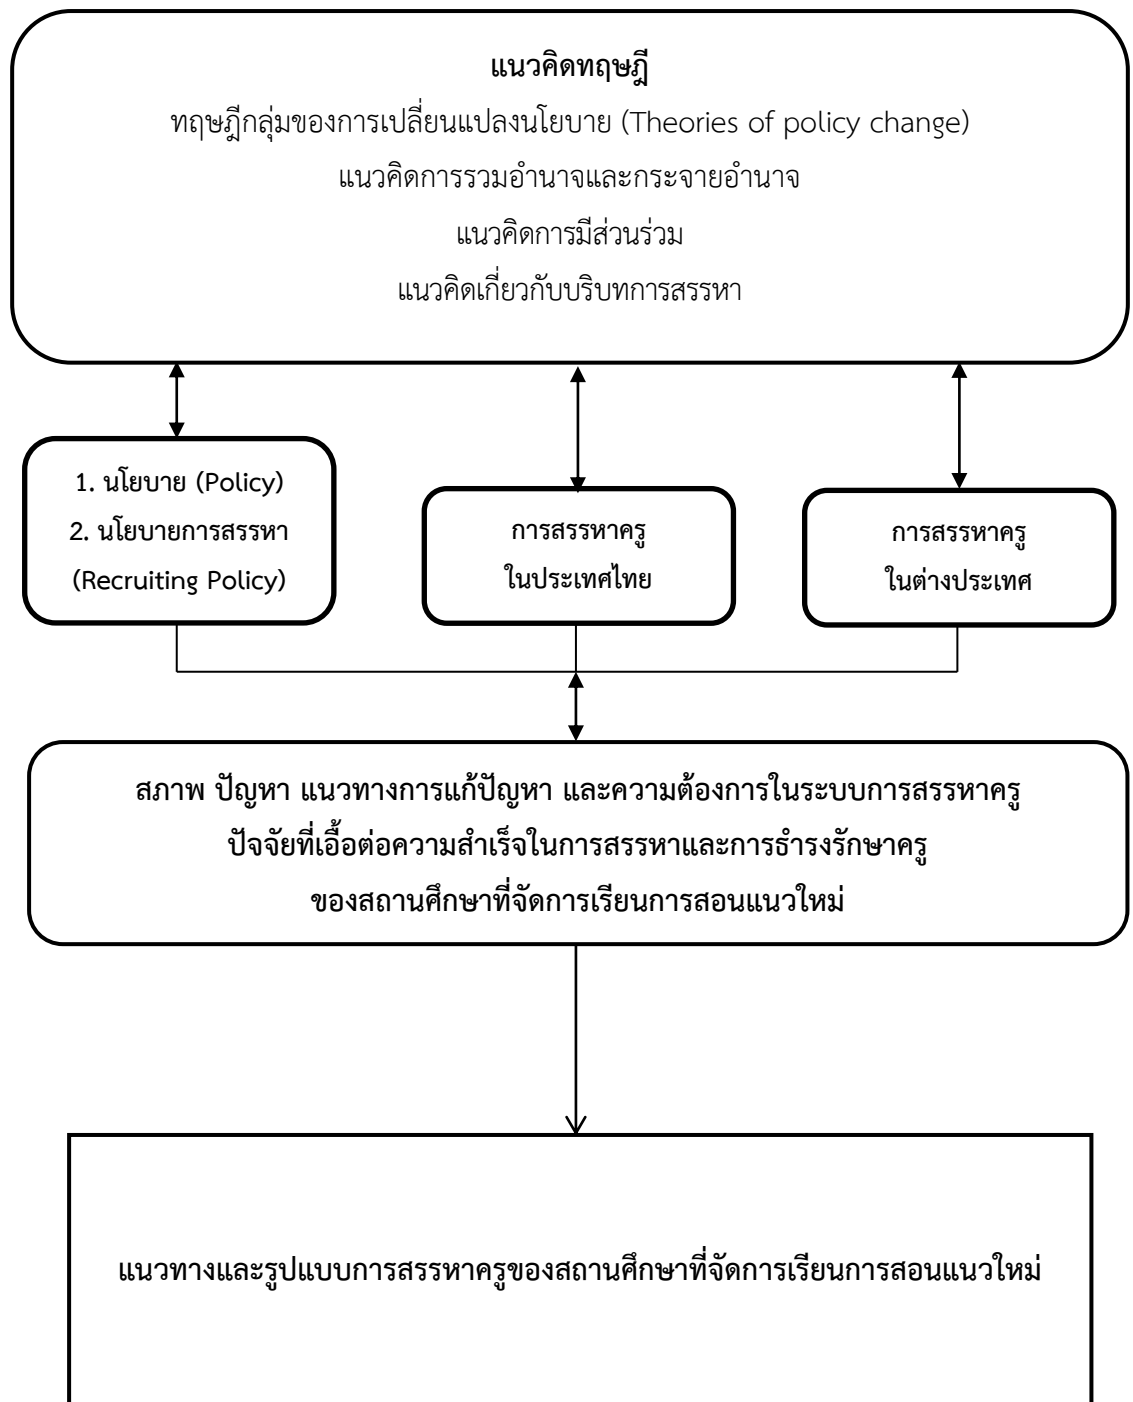 แนวคิดทฤษฎี
ทฤษฎีกลุ่มของการเปลี่ยนแปลงนโยบาย (Theories of policy change)
แนวคิดการรวมอำนาจและกระจายอำนาจ
แนวคิดการมีส่วนร่วม
แนวคิดเกี่ยวกับบริบทการสรรหา
1. นโยบาย (Policy)
2. นโยบายการสรรหา
(Recruiting Policy)
การสรรหาครู
ในประเทศไทย
การสรรหาครู
ในต่างประเทศ
สภาพ ปัญหา แนวทางการแก้ปัญหา และความต้องการในระบบการสรรหาครู
ปัจจัยที่เอื้อต่อความสำเร็จในการสรรหาและการธำรงรักษาครู
ของสถานศึกษาที่จัดการเรียนการสอนแนวใหม่
แนวทางและรูปแบบการสรรหาครูของสถานศึกษาที่จัดการเรียนการสอนแนวใหม่